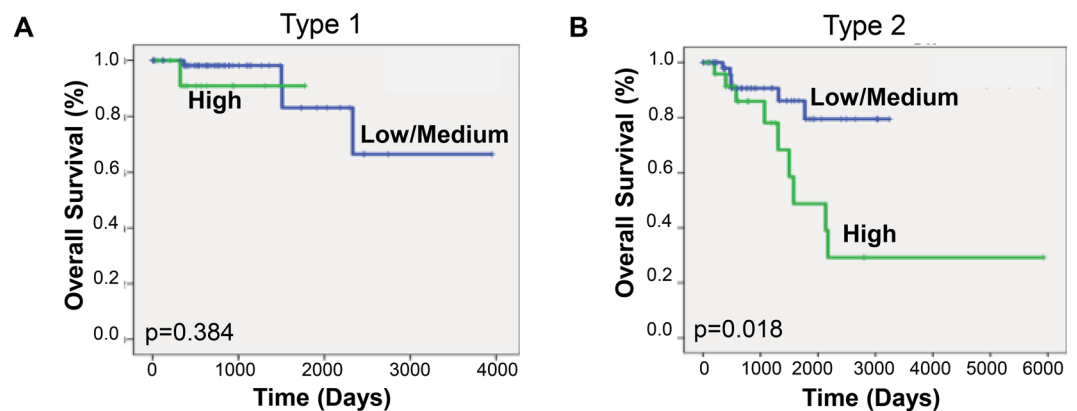 A
Type 1
Overall Survival (%)
1.0
0.8
0.6
0.4
0.2
0.0
High
Low/Medium
p=0.384
0 1000 2000 3000 4000
Time (Days)
B
Type 2
Overall Survival (%)
1.0
0.8
0.6
0.4
0.2
0.0
Low/Medium
High
p=0.018
0 1000 2000 3000 4000 5000 6000
Time (Days)